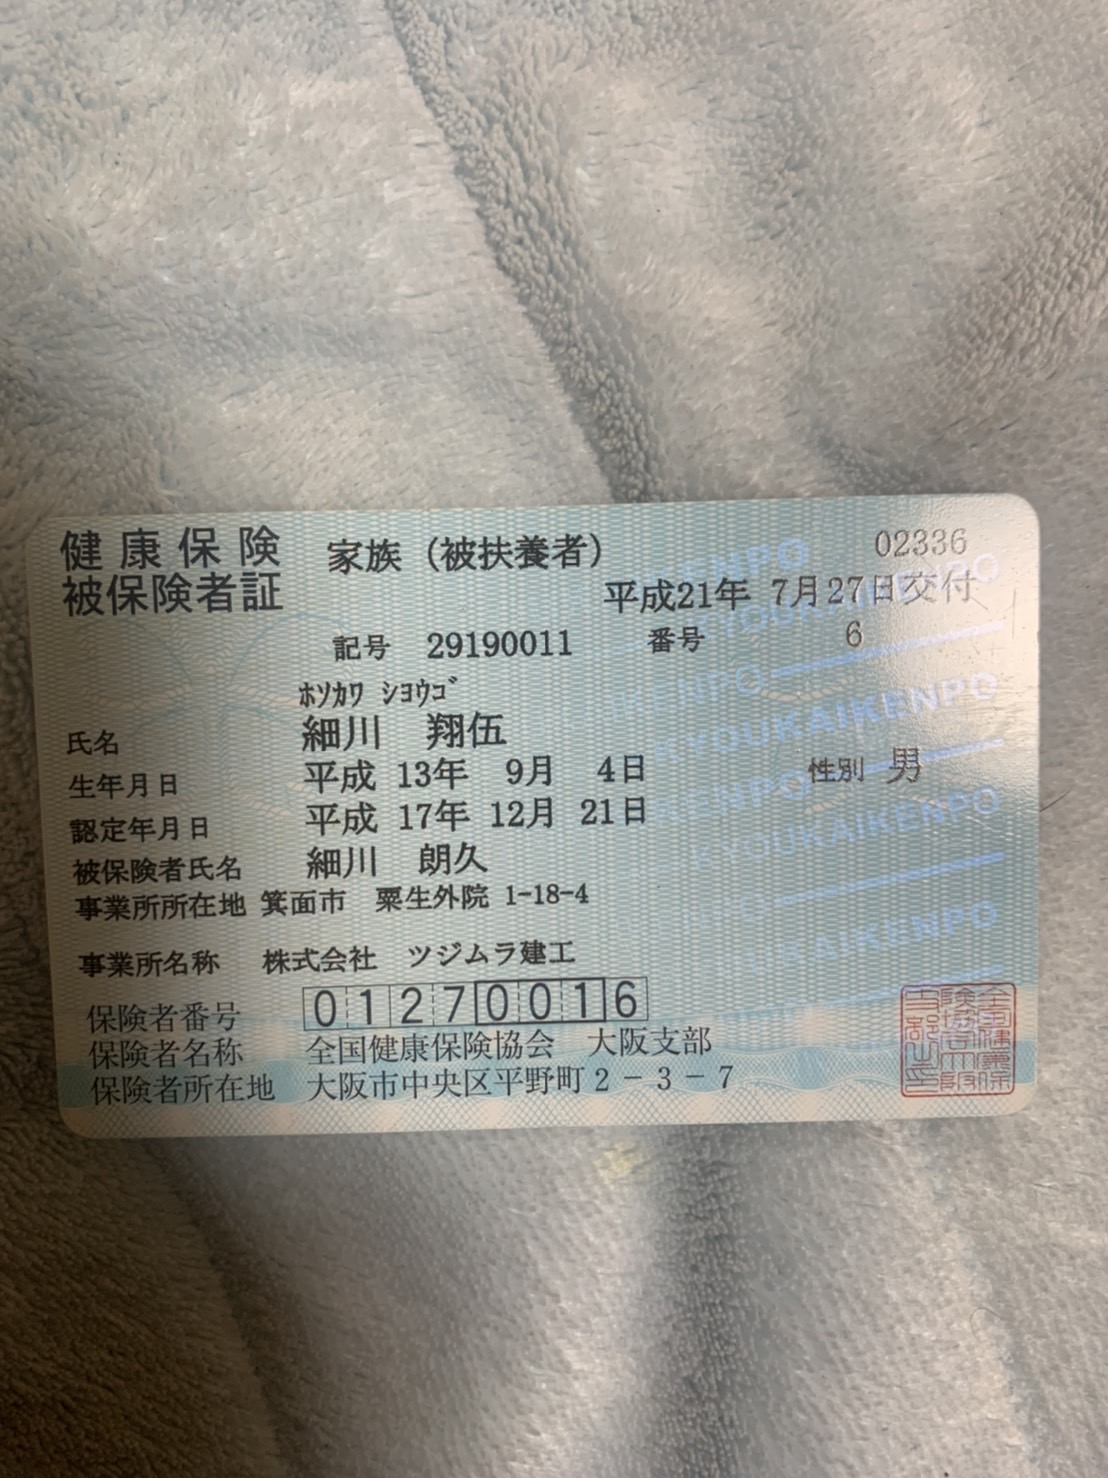 健康保険 家族（被扶養者） 02336
被保険者証 平成21年 7月27日交付
記号 29190011 番号 6
ﾎｿｶﾜ ｼﾖｳｺﾞ
氏名 細川 翔伍
生年月日 平成 13年 9月 4日 性別 男
認定年月日 平成 17年 12月 21日
被保険者氏名 細川 朗久
事業所所在地 箕面市 粟生外院 1-18-4
事業所名称 株式会社 ツジムラ建工
保険者番号 01270016
保険者名称 全国健康保険協会 大阪支部
保険者所在地 大阪市中央区平野町２－３－７
KYOUKAIKENPO